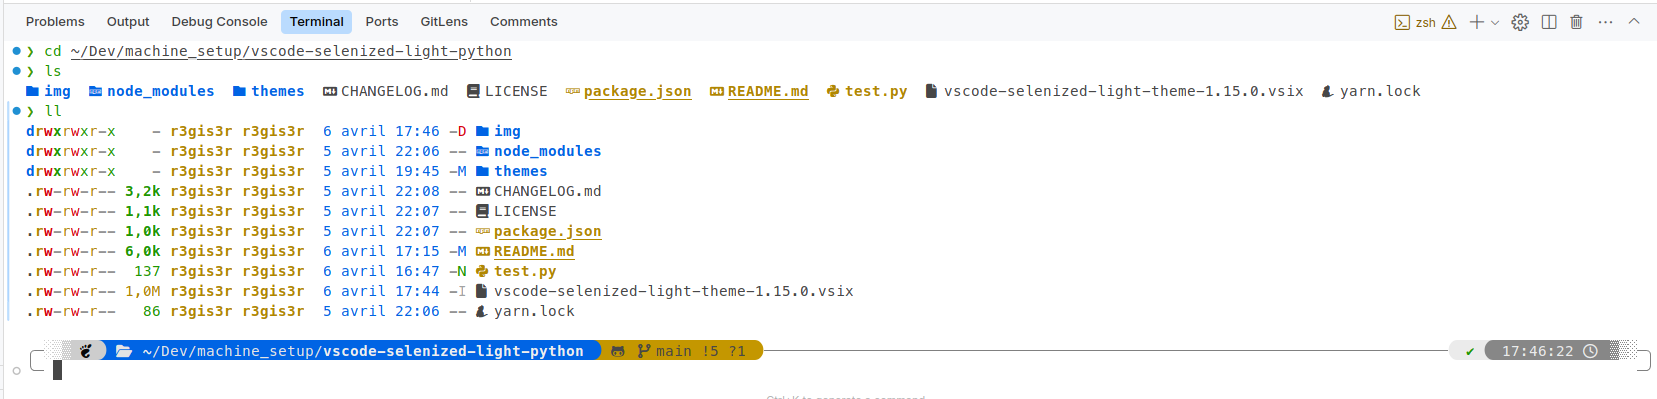 Problems Output Debug Console Terminal Ports GitLens Comments zsh
❯ cd ~/Dev/machine_setup/vscode-selenized-light-python
❯ ls
img node_modules themes CHANGELOG.md LICENSE package.json README.md test.py vscode-selenized-light-theme-1.15.0.vsix yarn.lock
❯ ll
drwxrwxr-x - r3gis3r r3gis3r 6 avril 17:46 -D img
drwxrwxr-x - r3gis3r r3gis3r 5 avril 22:06 -- node_modules
drwxrwxr-x - r3gis3r r3gis3r 5 avril 19:45 -M themes
.rw-rw-r-- 3,2k r3gis3r r3gis3r 5 avril 22:08 -- CHANGELOG.md
.rw-rw-r-- 1,1k r3gis3r r3gis3r 5 avril 22:07 -- LICENSE
.rw-rw-r-- 1,0k r3gis3r r3gis3r 5 avril 22:07 -- package.json
.rw-rw-r-- 6,0k r3gis3r r3gis3r 6 avril 17:15 -M README.md
.rw-rw-r-- 137 r3gis3r r3gis3r 6 avril 16:47 -N test.py
.rw-rw-r-- 1,0M r3gis3r r3gis3r 6 avril 17:44 -I vscode-selenized-light-theme-1.15.0.vsix
.rw-rw-r-- 86 r3gis3r r3gis3r 5 avril 22:06 -- yarn.lock
~/Dev/machine_setup/vscode-selenized-light-python main !5 ?1 ✔ 17:46:22
Ctrl+K to generate a command